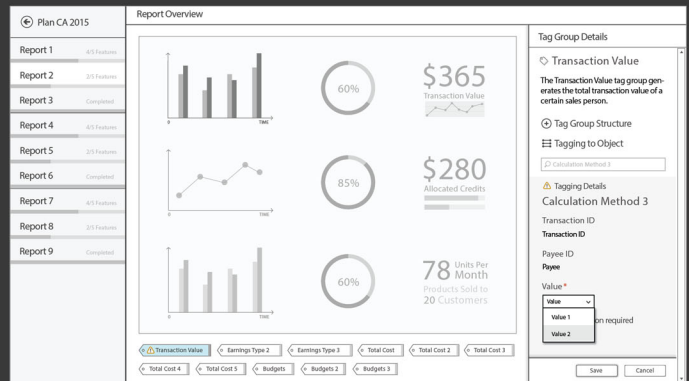 Plan CA 2015
Report 1
4/5 Features
Report 2
2/5 Features
Report 3
Completed
Report 4
4/5 Features
Report 5
2/5 Features
Report 6
Completed
Report 7
4/5 Features
Report 8
2/5 Features
Report 9
Completed
Report Overview
0 TIME
60%
$365
Transaction Value
0 TIME
85%
$280
Allocated Credits
0 TIME
60%
78 Units Per
Month
Products Sold to
20 Customers
Transaction Value Earnings Type 2 Earnings Type 3 Total Cost Total Cost 2 Total Cost 3
Total Cost 4 Total Cost 5 Budgets Budgets 2 Budgets 3
Tag Group Details
Transaction Value
The Transaction Value tag group gen-
erates the total transaction value of a
certain sales person.
Tag Group Structure
Tagging to Object
Calculation Method 3
Tagging Details
Calculation Method 3
Transaction ID
Transaction ID
Payee ID
Payee
Value*
Value
Value 1
on required
Value 2
Save Cancel